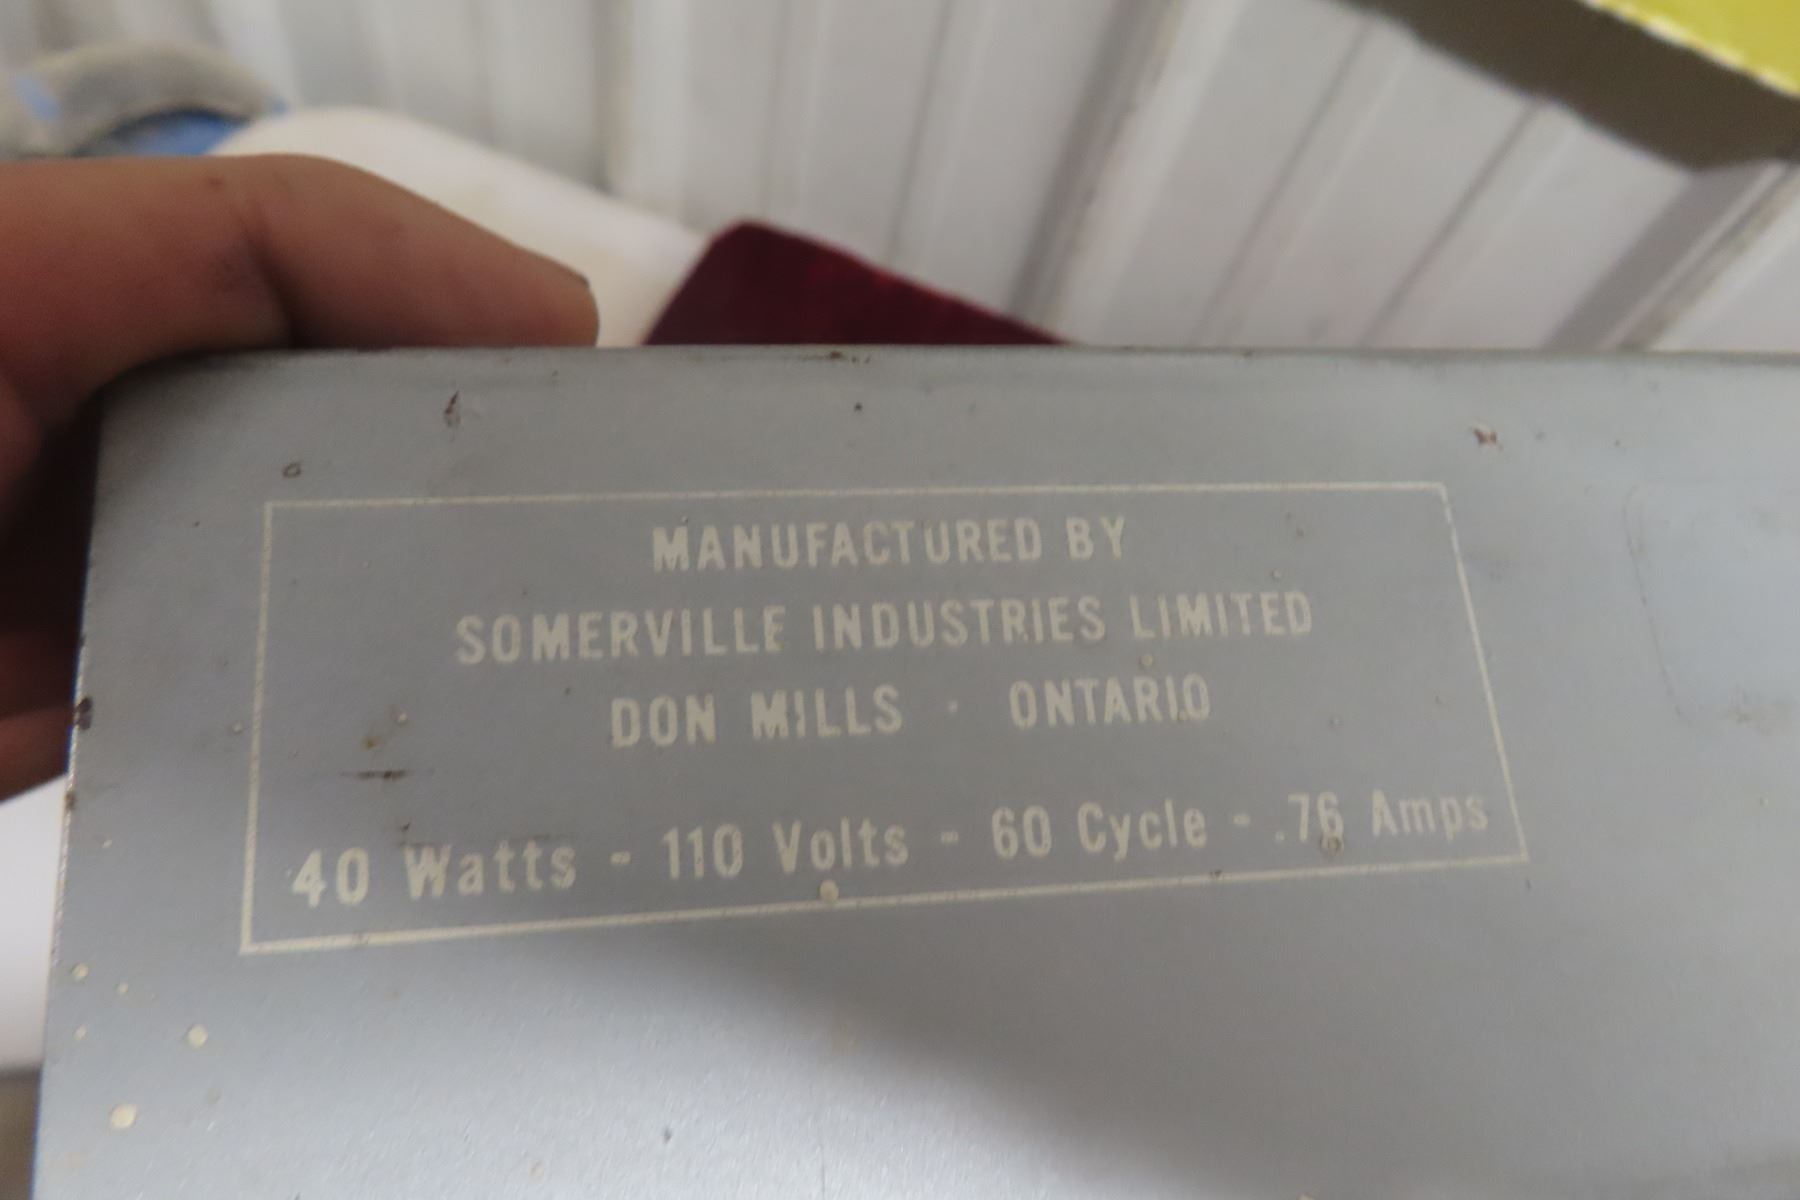 MANUFACTURED BY
SOMERVILLE INDUSTRIES LIMITED
DON MILLS · ONTARIO
40 Watts - 110 Volts - 60 Cycle - .76 Amps